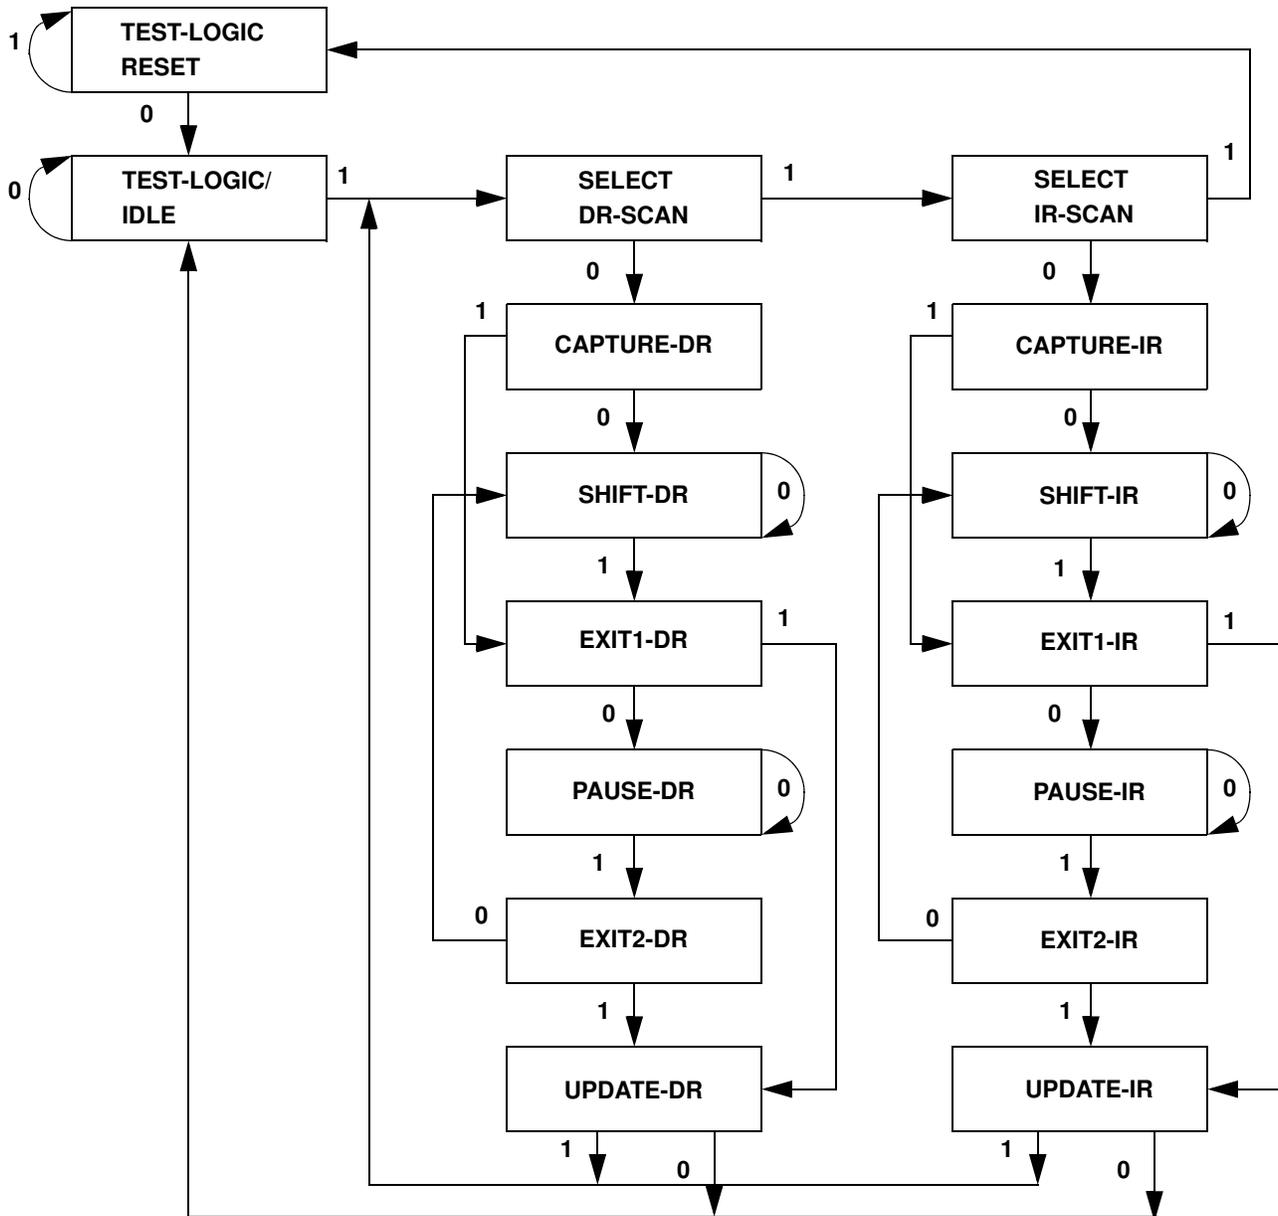 TEST-LOGIC
RESET
1
0
TEST-LOGIC/
IDLE
0
1
SELECT
DR-SCAN
1
SELECT
IR-SCAN
1
0
0
1
CAPTURE-DR
1
CAPTURE-IR
0
0
SHIFT-DR
0
SHIFT-IR
0
1
1
EXIT1-DR
1
EXIT1-IR
1
0
0
PAUSE-DR
0
PAUSE-IR
0
1
1
0
EXIT2-DR
0
EXIT2-IR
1
1
UPDATE-DR
UPDATE-IR
1
0
1
0